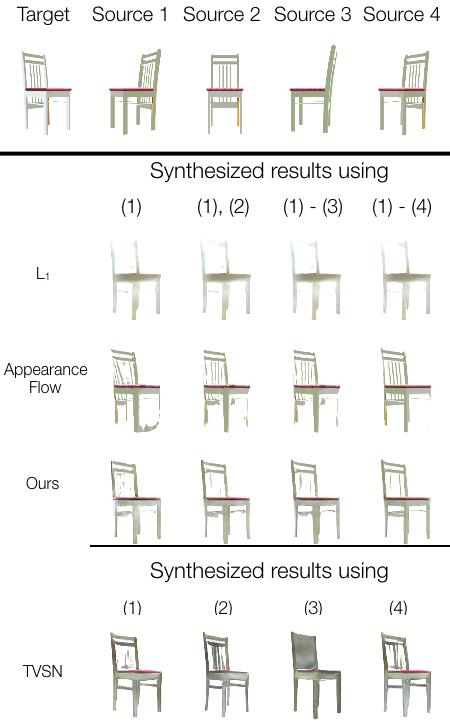 Target Source 1 Source 2 Source 3 Source 4
Synthesized results using
(1) (1), (2) (1) - (3) (1) - (4)
L₁
Appearance
Flow
Ours
Synthesized results using
(1) (2) (3) (4)
TVSN